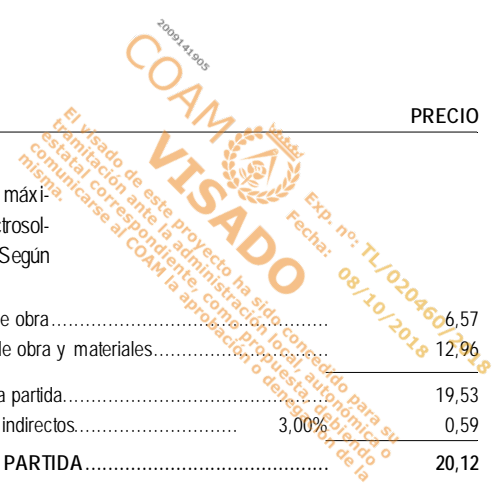 2009141905
COAM
VISADO
Exp. nº: TL/020460/2018
Fecha: 08/10/2018
El visado de este proyecto ha sido concedido para su
tramitación ante la administración local, autonómica o
estatal correspondiente, como propuesta, debiendo
comunicarse al COAM la aprobación o denegación de la
misma.
PRECIO
máxi-
ctrosol-
Según
e obra.................................................. 6,57
de obra y materiales............................... 12,96
a partida............................................... 19,53
indirectos............................. 3,00% 0,59
PARTIDA........................................... 20,12